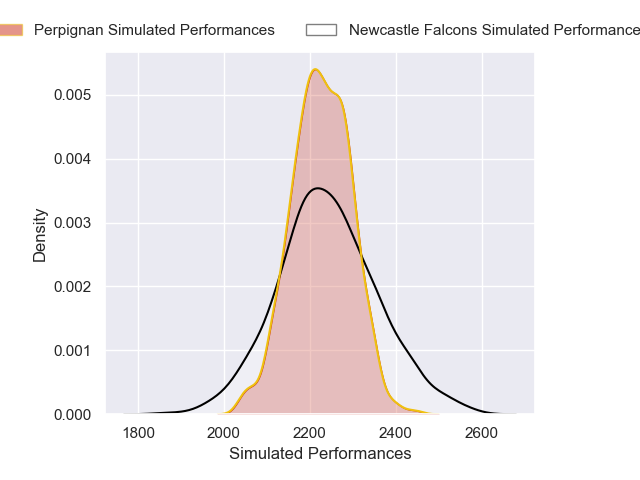 Perpignan Simulated Performances
Newcastle Falcons Simulated Performance
0.005
0.004
0.003
0.002
0.001
0.000
Density
1800 2000 2200 2400 2600
Simulated Performances